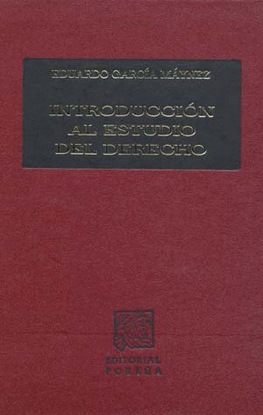 EDUARDO GARCÍA MÁYNEZ
INTRODUCCIÓN
AL ESTUDIO
DEL DERECHO
EDITORIAL
PORRÚA